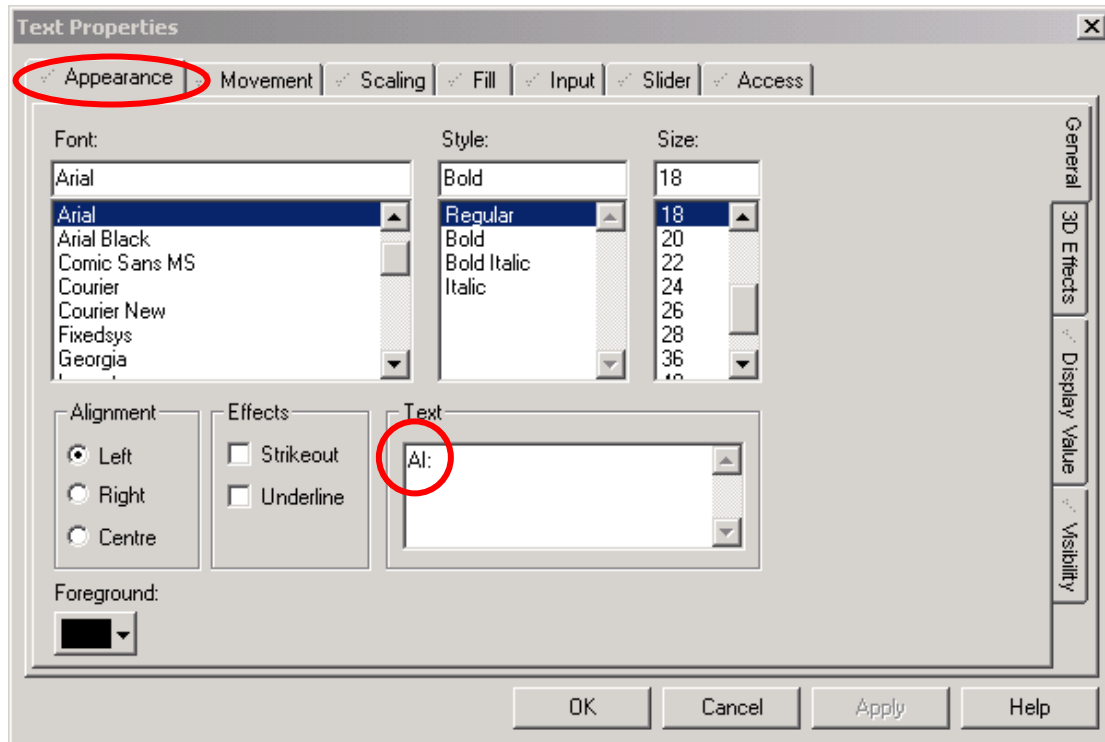 Text Properties
Appearance Movement Scaling Fill Input Slider Access
Font: Style: Size:
Arial Bold 18
Arial Regular 18
Arial Black Bold 20
Comic Sans MS Bold Italic 22
Courier Italic 24
Courier New 26
Fixedsys 28
Georgia 36
Alignment Effects Text
Left Strikeout AI:
Right Underline
Centre
Foreground:
General
3D Effects
Display Value
Visibility
OK Cancel Apply Help